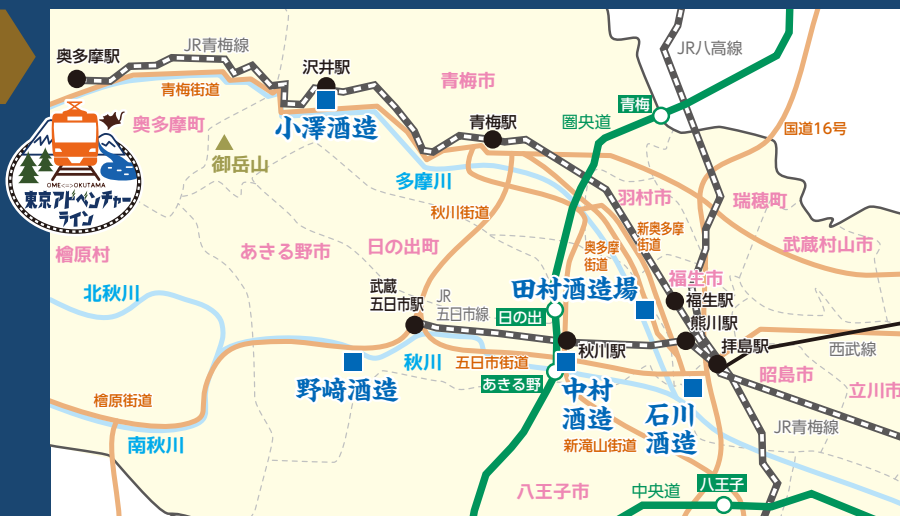 奥多摩駅
JR青梅線
沢井駅
青梅市
JR八高線
青梅街道
小澤酒造
奥多摩町
御岳山
青梅駅
圏央道
青梅
国道16号
OME⇔OKUTAMA
東京アドベンチャー
ライン
多摩川
秋川街道
羽村市
瑞穂町
檜原村
あきる野市
日の出町
奥多摩
街道
新奥多摩
街道
武蔵村山市
北秋川
武蔵
五日市駅
JR
五日市線
田村酒造場
日の出
福生市
福生駅
熊川駅
拝島駅
西武線
秋川駅
野﨑酒造
秋川
五日市街道
あきる野
中村
酒造
石川
酒造
昭島市
立川市
檜原街道
南秋川
新滝山街道
JR青梅線
八王子市
中央道
八王子